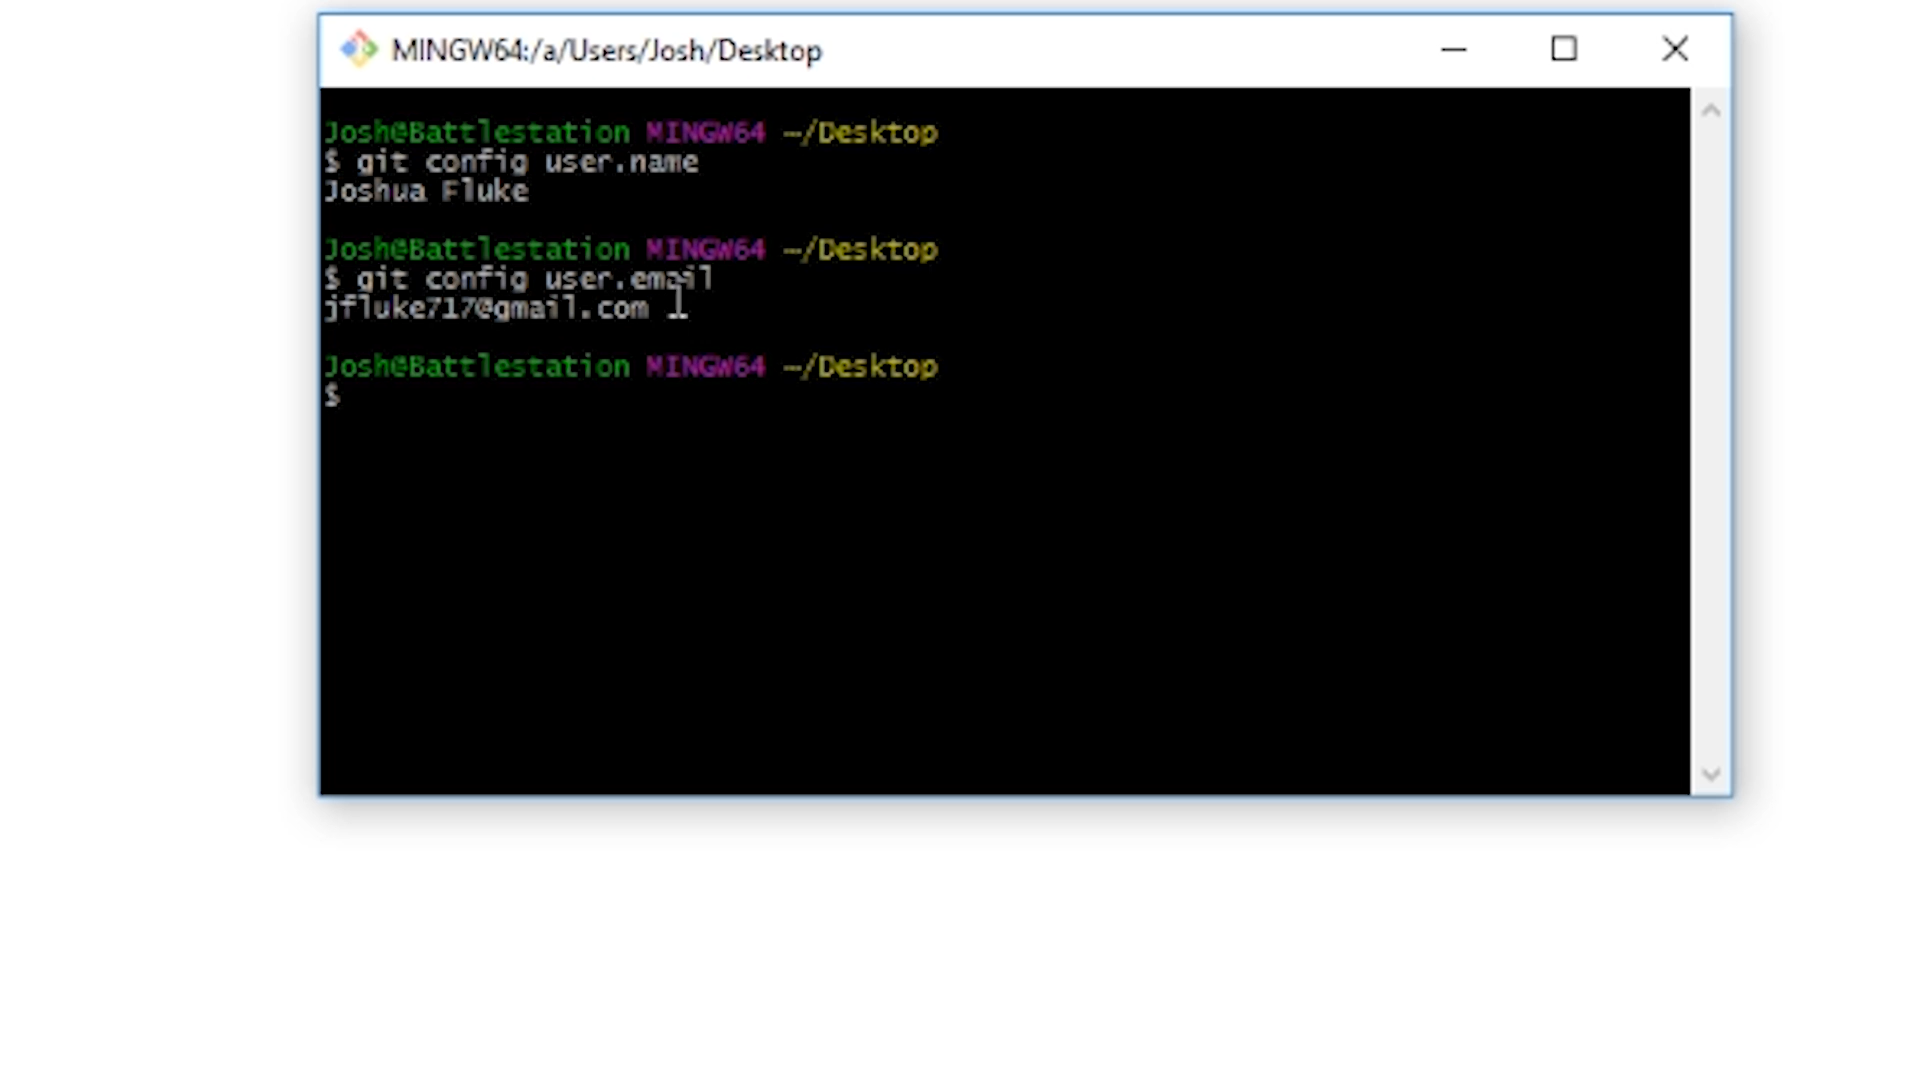 MINGW64:/a/Users/Josh/Desktop
Josh@Battlestation MINGW64 ~/Desktop
$ git config user.name
Joshua Fluke
Josh@Battlestation MINGW64 ~/Desktop
$ git config user.email
jfluke717@gmail.com
Josh@Battlestation MINGW64 ~/Desktop
$